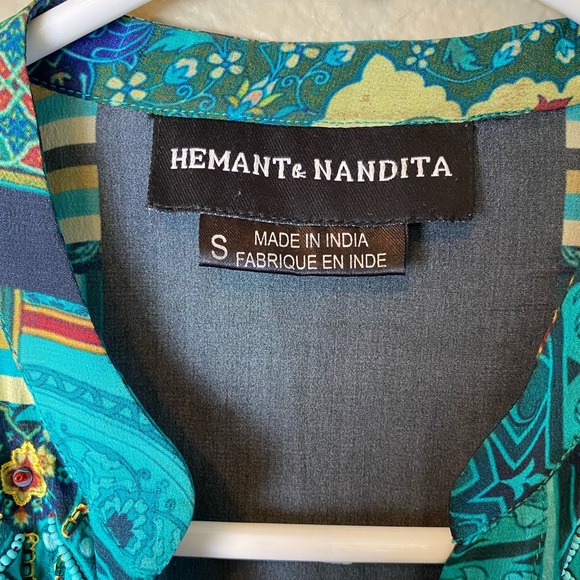 HEMANT & NANDITA
S
MADE IN INDIA
FABRIQUE EN INDE